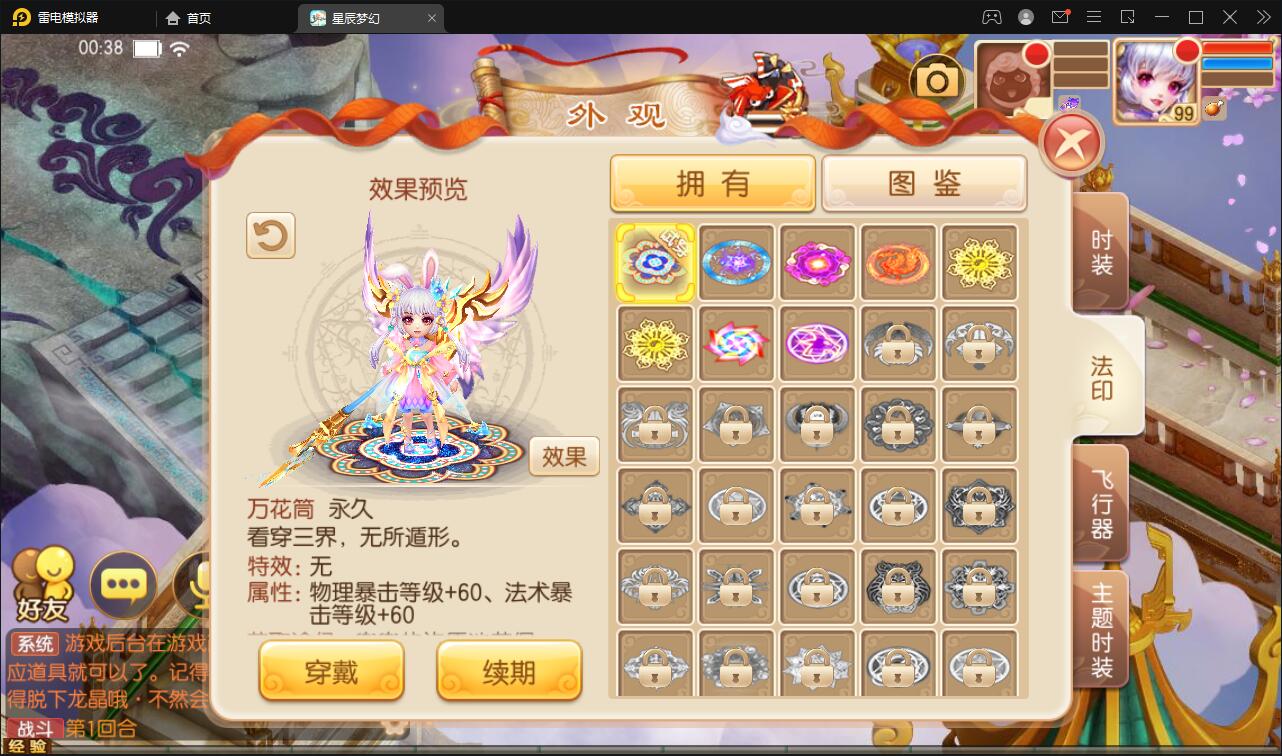 雷电模拟器
首页
星辰梦幻
00:38
外观
99
效果预览
拥有
图鉴
试穿
时装
法印
飞行器
主题时装
效果
万花筒 永久
看穿三界，无所遁形。
特效：无
属性：物理暴击等级+60、法术暴
击等级+60
穿戴
续期
好友
系统 游戏后台在游戏
应道具就可以了。记得
得脱下龙晶哦·不然会
战斗 第1回合
经验